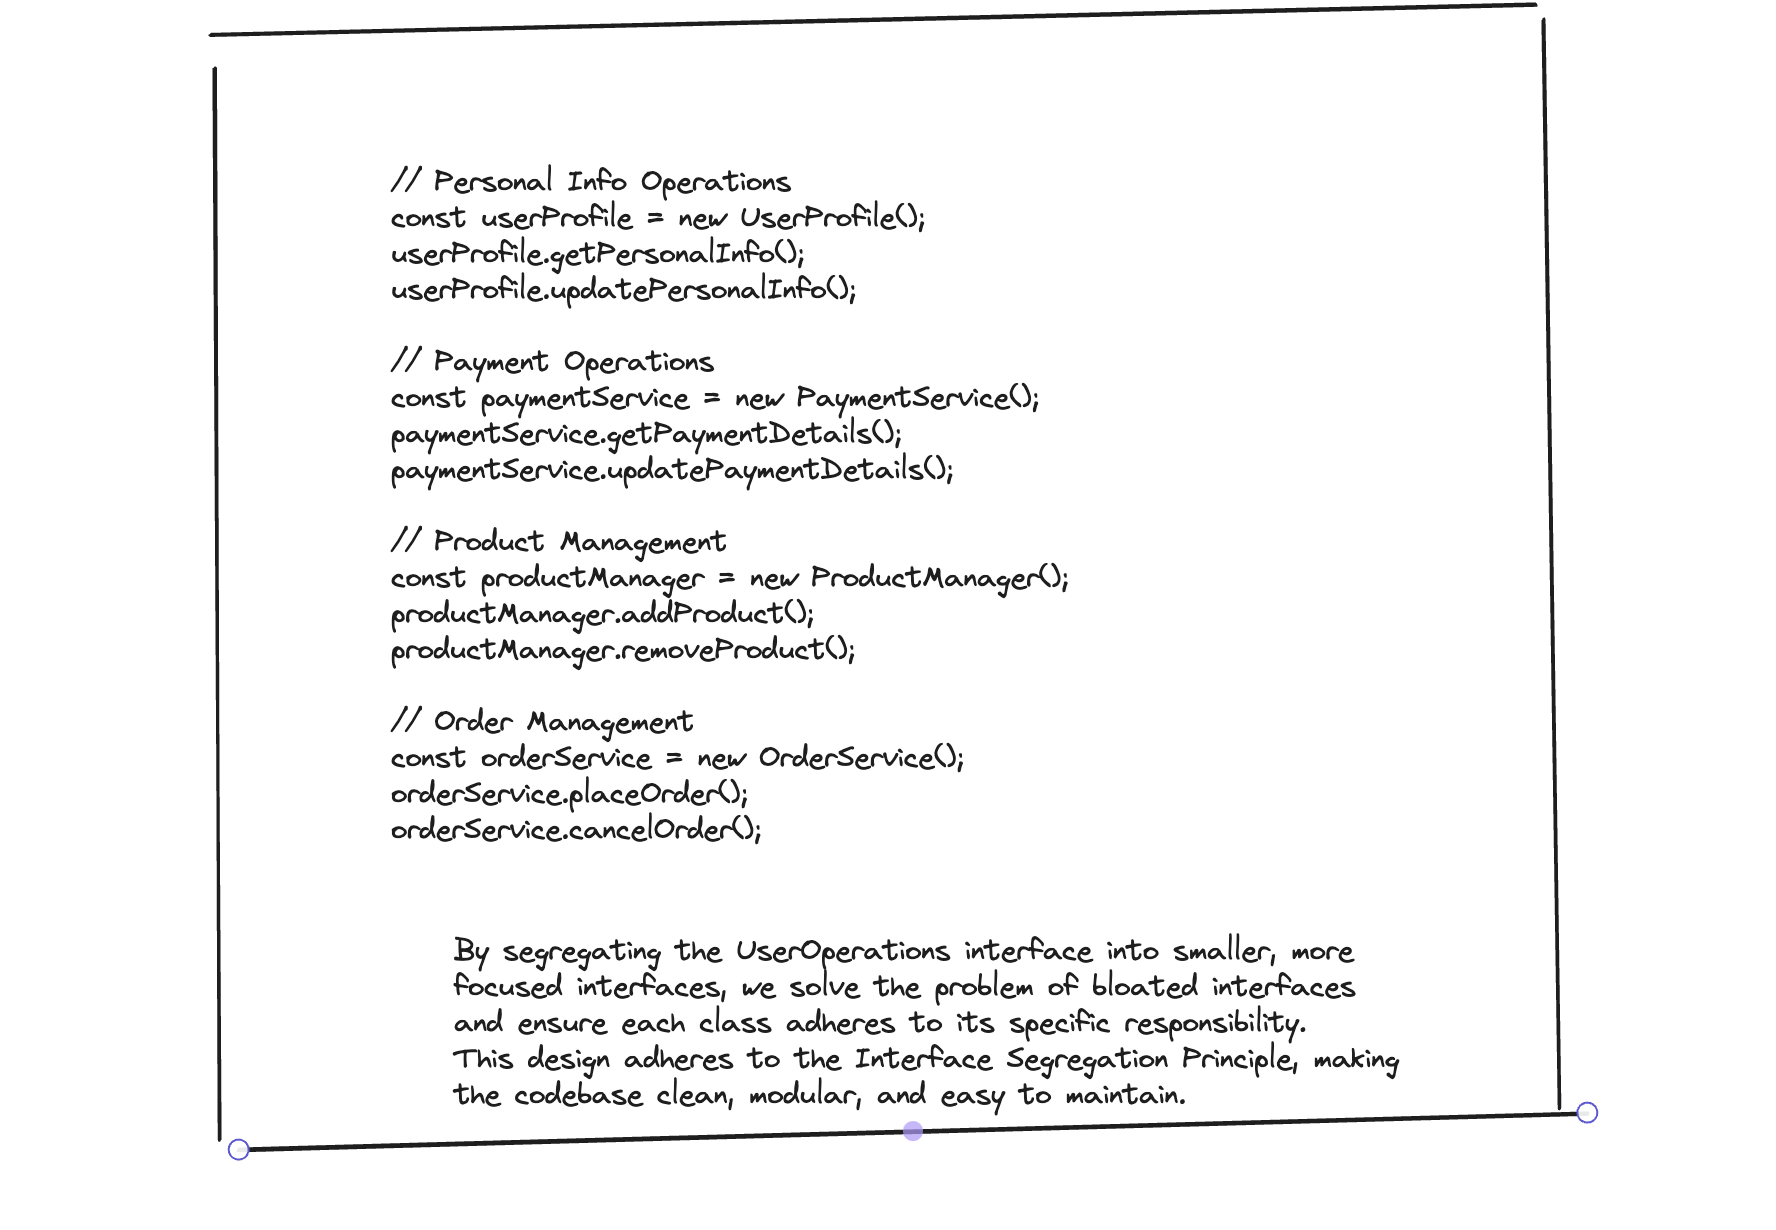 // Personal Info Operations
const userProfile = new UserProfile();
userProfile.getPersonalInfo();
userProfile.updatePersonalInfo();
// Payment Operations
const paymentService = new PaymentService();
paymentService.getPaymentDetails();
paymentService.updatePaymentDetails();
// Product Management
const productManager = new ProductManager();
productManager.addProduct();
productManager.removeProduct();
// Order Management
const orderService = new OrderService();
orderService.placeOrder();
orderService.cancelOrder();
By segregating the UserOperations interface into smaller, more
focused interfaces, we solve the problem of bloated interfaces
and ensure each class adheres to its specific responsibility.
This design adheres to the Interface Segregation Principle, making
the codebase clean, modular, and easy to maintain.